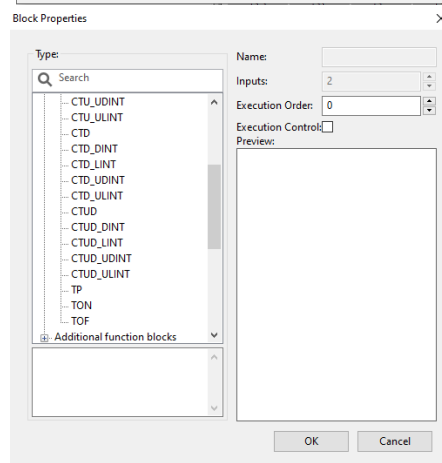 Block Properties
Type:
Search
CTU_UDINT
CTU_ULINT
CTD
CTD_DINT
CTD_LINT
CTD_UDINT
CTD_ULINT
CTUD
CTUD_DINT
CTUD_LINT
CTUD_UDINT
CTUD_ULINT
TP
TON
TOF
Additional function blocks
Name:
Inputs:
2
Execution Order:
0
Execution Control:
Preview:
OK
Cancel